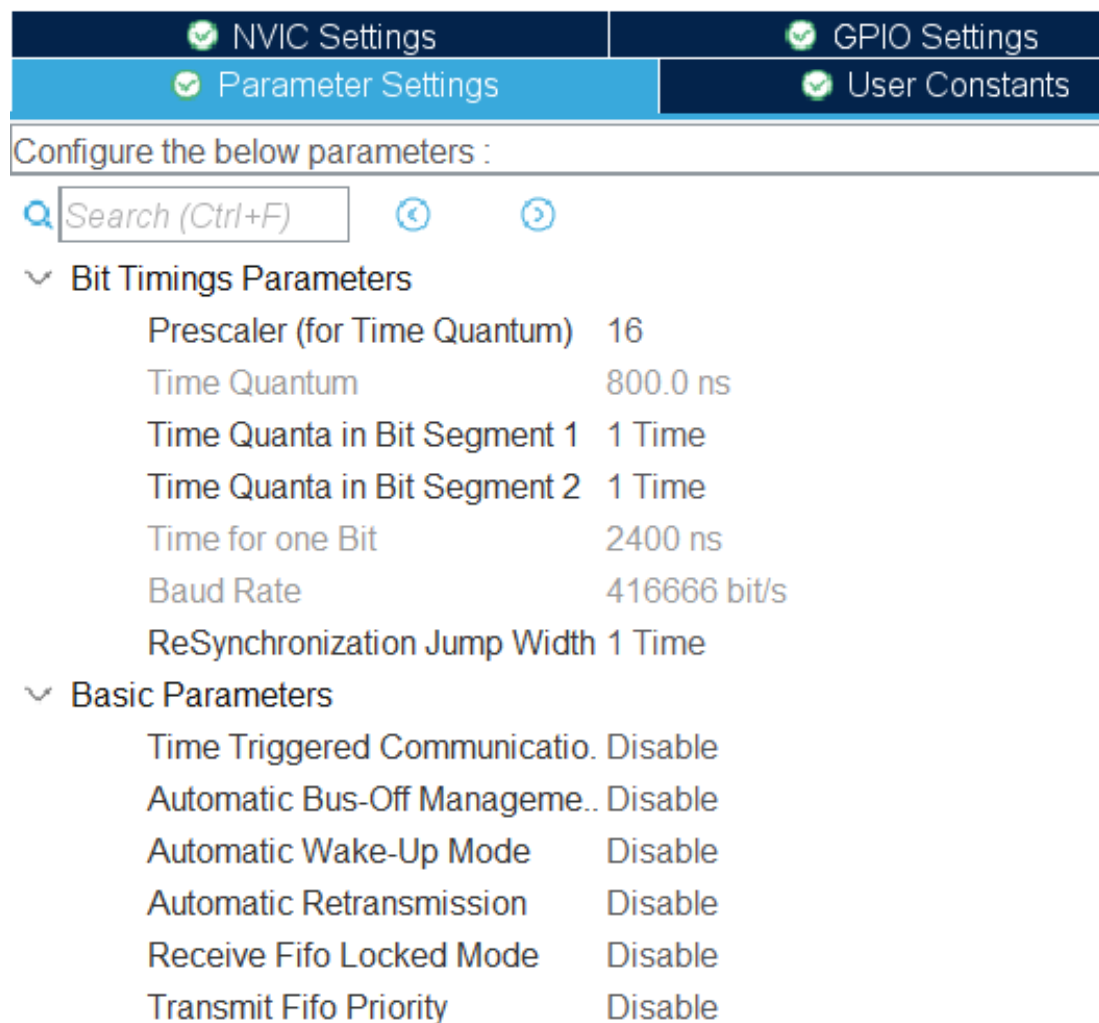 NVIC Settings GPIO Settings
Parameter Settings User Constants
Configure the below parameters :
Search (Ctrl+F)
Bit Timings Parameters
Prescaler (for Time Quantum) 16
Time Quantum 800.0 ns
Time Quanta in Bit Segment 1 1 Time
Time Quanta in Bit Segment 2 1 Time
Time for one Bit 2400 ns
Baud Rate 416666 bit/s
ReSynchronization Jump Width 1 Time
Basic Parameters
Time Triggered Communicatio. Disable
Automatic Bus-Off Manageme.. Disable
Automatic Wake-Up Mode Disable
Automatic Retransmission Disable
Receive Fifo Locked Mode Disable
Transmit Fifo Priority Disable